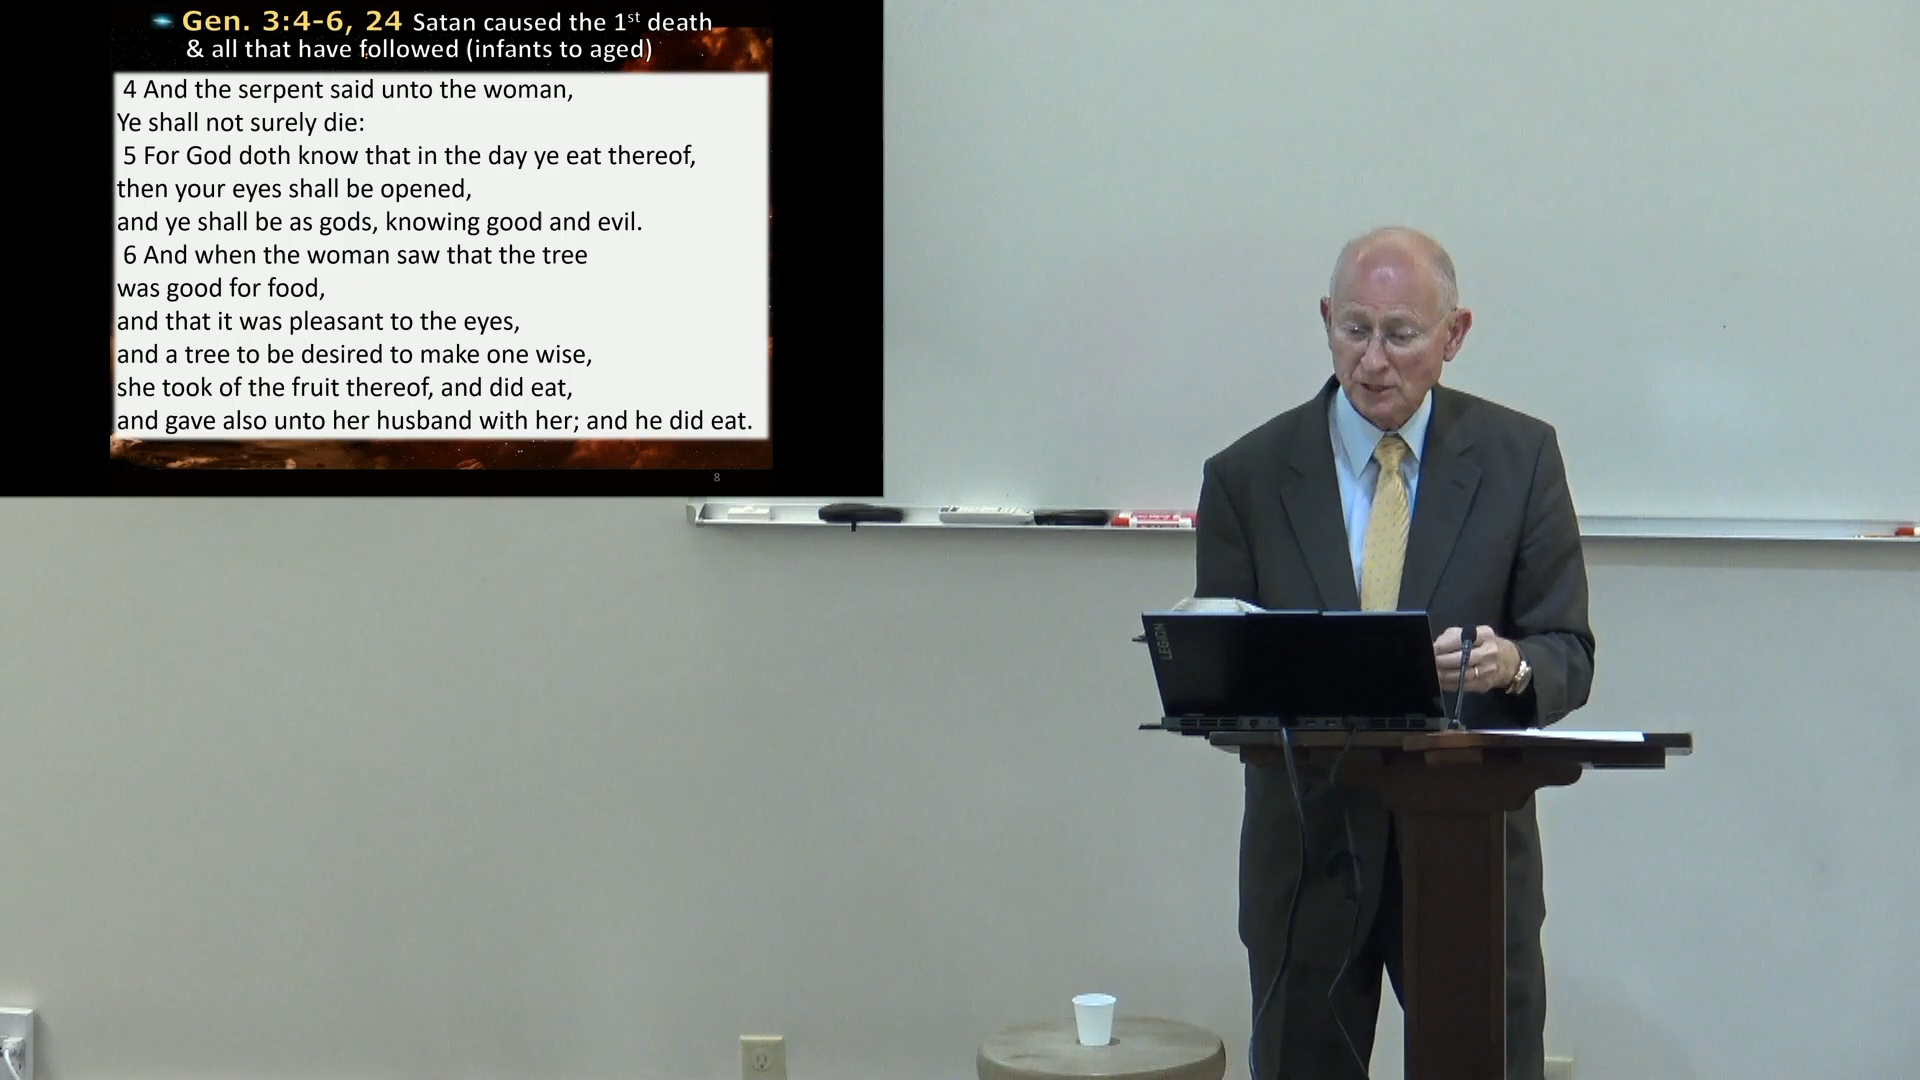 Gen. 3:4-6, 24 Satan caused the 1st death
& all that have followed (infants to aged)
4 And the serpent said unto the woman,
Ye shall not surely die:
5 For God doth know that in the day ye eat thereof,
then your eyes shall be opened,
and ye shall be as gods, knowing good and evil.
6 And when the woman saw that the tree
was good for food,
and that it was pleasant to the eyes,
and a tree to be desired to make one wise,
she took of the fruit thereof, and did eat,
and gave also unto her husband with her; and he did eat.
8
LEGION